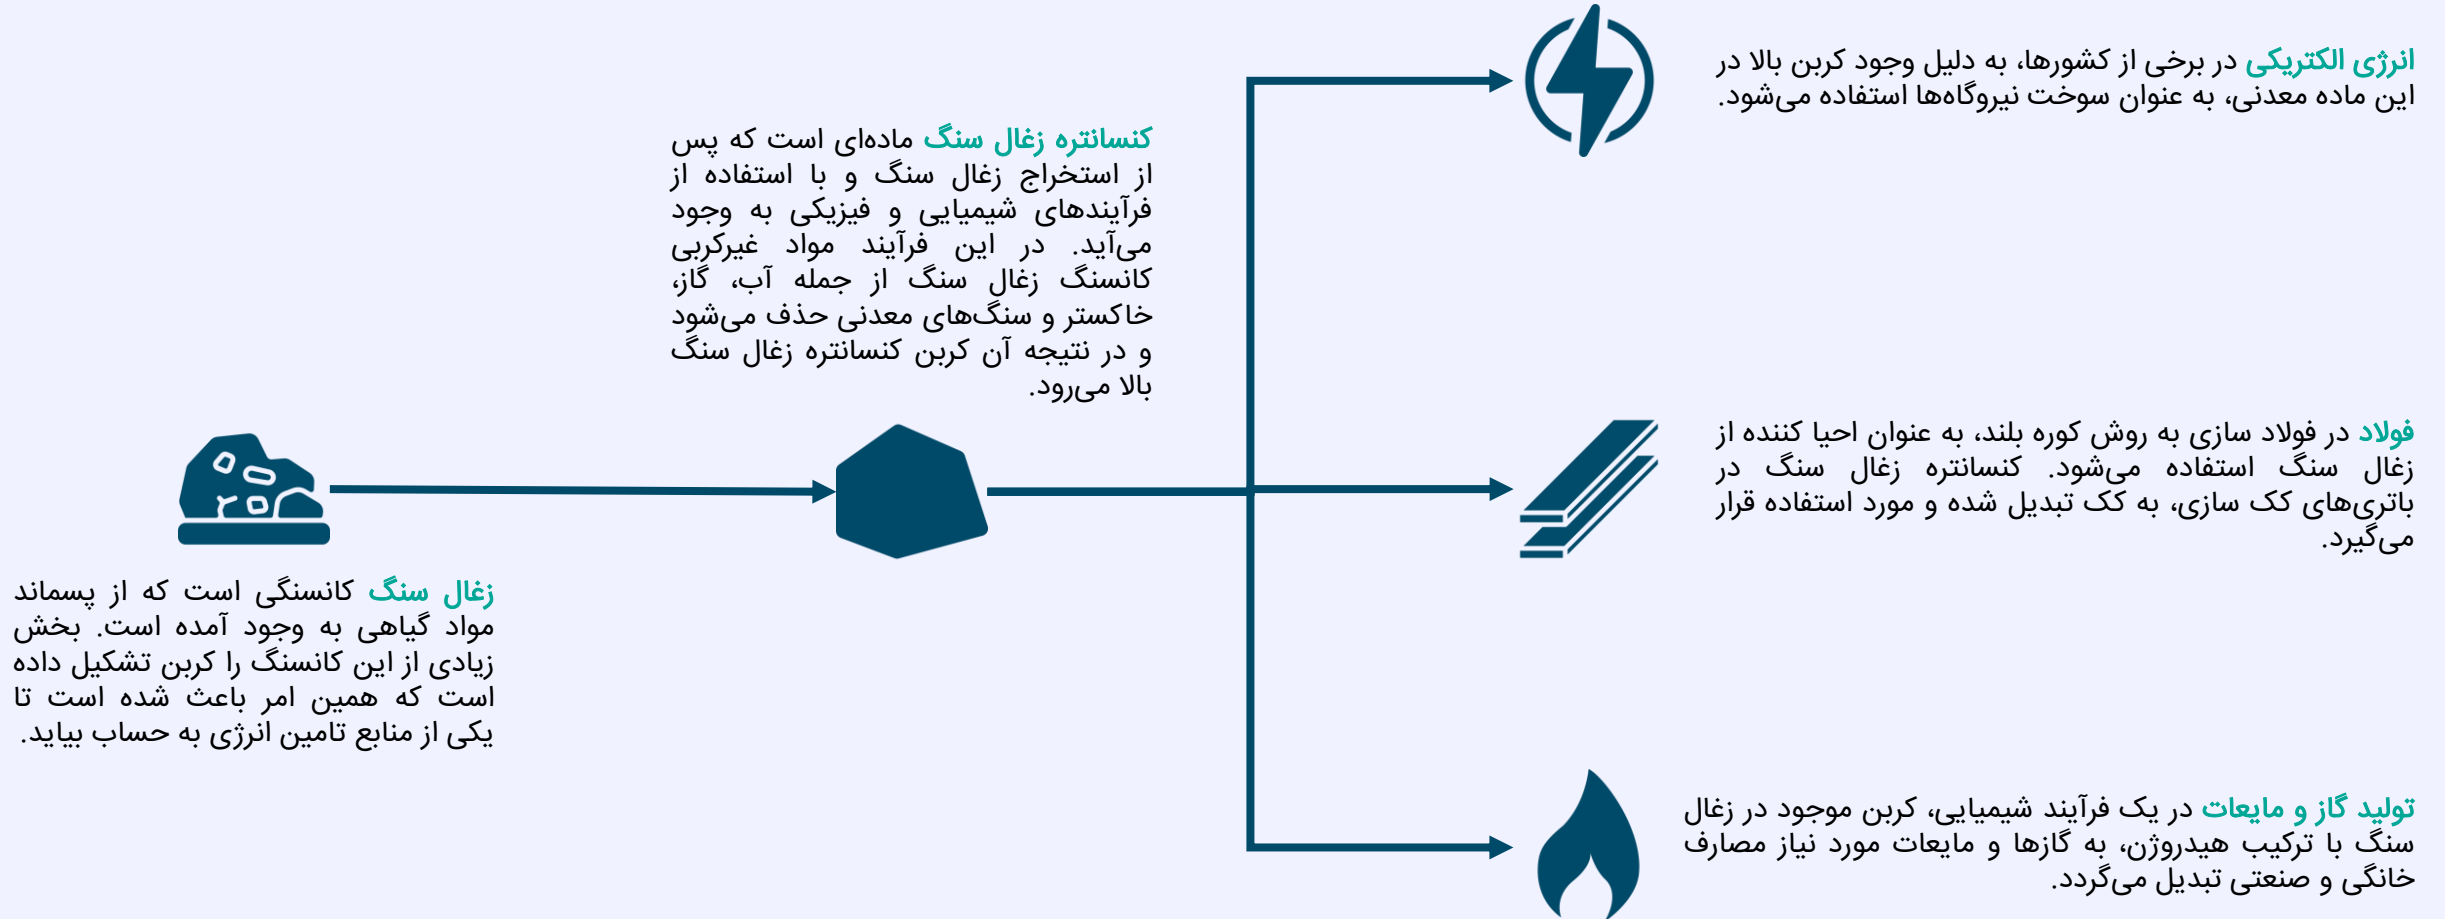 انرژی الکتریکی در برخی از کشورها، به دلیل وجود کربن بالا در
این ماده معدنی، به عنوان سوخت نیروگاه‌ها استفاده می‌شود.
کنسانتره زغال سنگ ماده‌ای است که پس
از استخراج زغال سنگ و با استفاده از
فرآیندهای شیمیایی و فیزیکی به وجود
می‌آید. در این فرآیند مواد غیرکربی
کانسنگ زغال سنگ از جمله آب، گاز،
خاکستر و سنگ‌های معدنی حذف می‌شود
و در نتیجه آن کربن کنسانتره زغال سنگ
بالا می‌رود.
فولاد در فولاد سازی به روش کوره بلند، به عنوان احیا کننده از
زغال سنگ استفاده می‌شود. کنسانتره زغال سنگ در
باتری‌های کک سازی، به کک تبدیل شده و مورد استفاده قرار
می‌گیرد.
زغال سنگ کانسنگی است که از پسماند
مواد گیاهی به وجود آمده است. بخش
زیادی از این کانسنگ را کربن تشکیل داده
است که همین امر باعث شده است تا
یکی از منابع تامین انرژی به حساب بیاید.
تولید گاز و مایعات در یک فرآیند شیمیایی، کربن موجود در زغال
سنگ با ترکیب هیدروژن، به گازها و مایعات مورد نیاز مصارف
خانگی و صنعتی تبدیل می‌گردد.